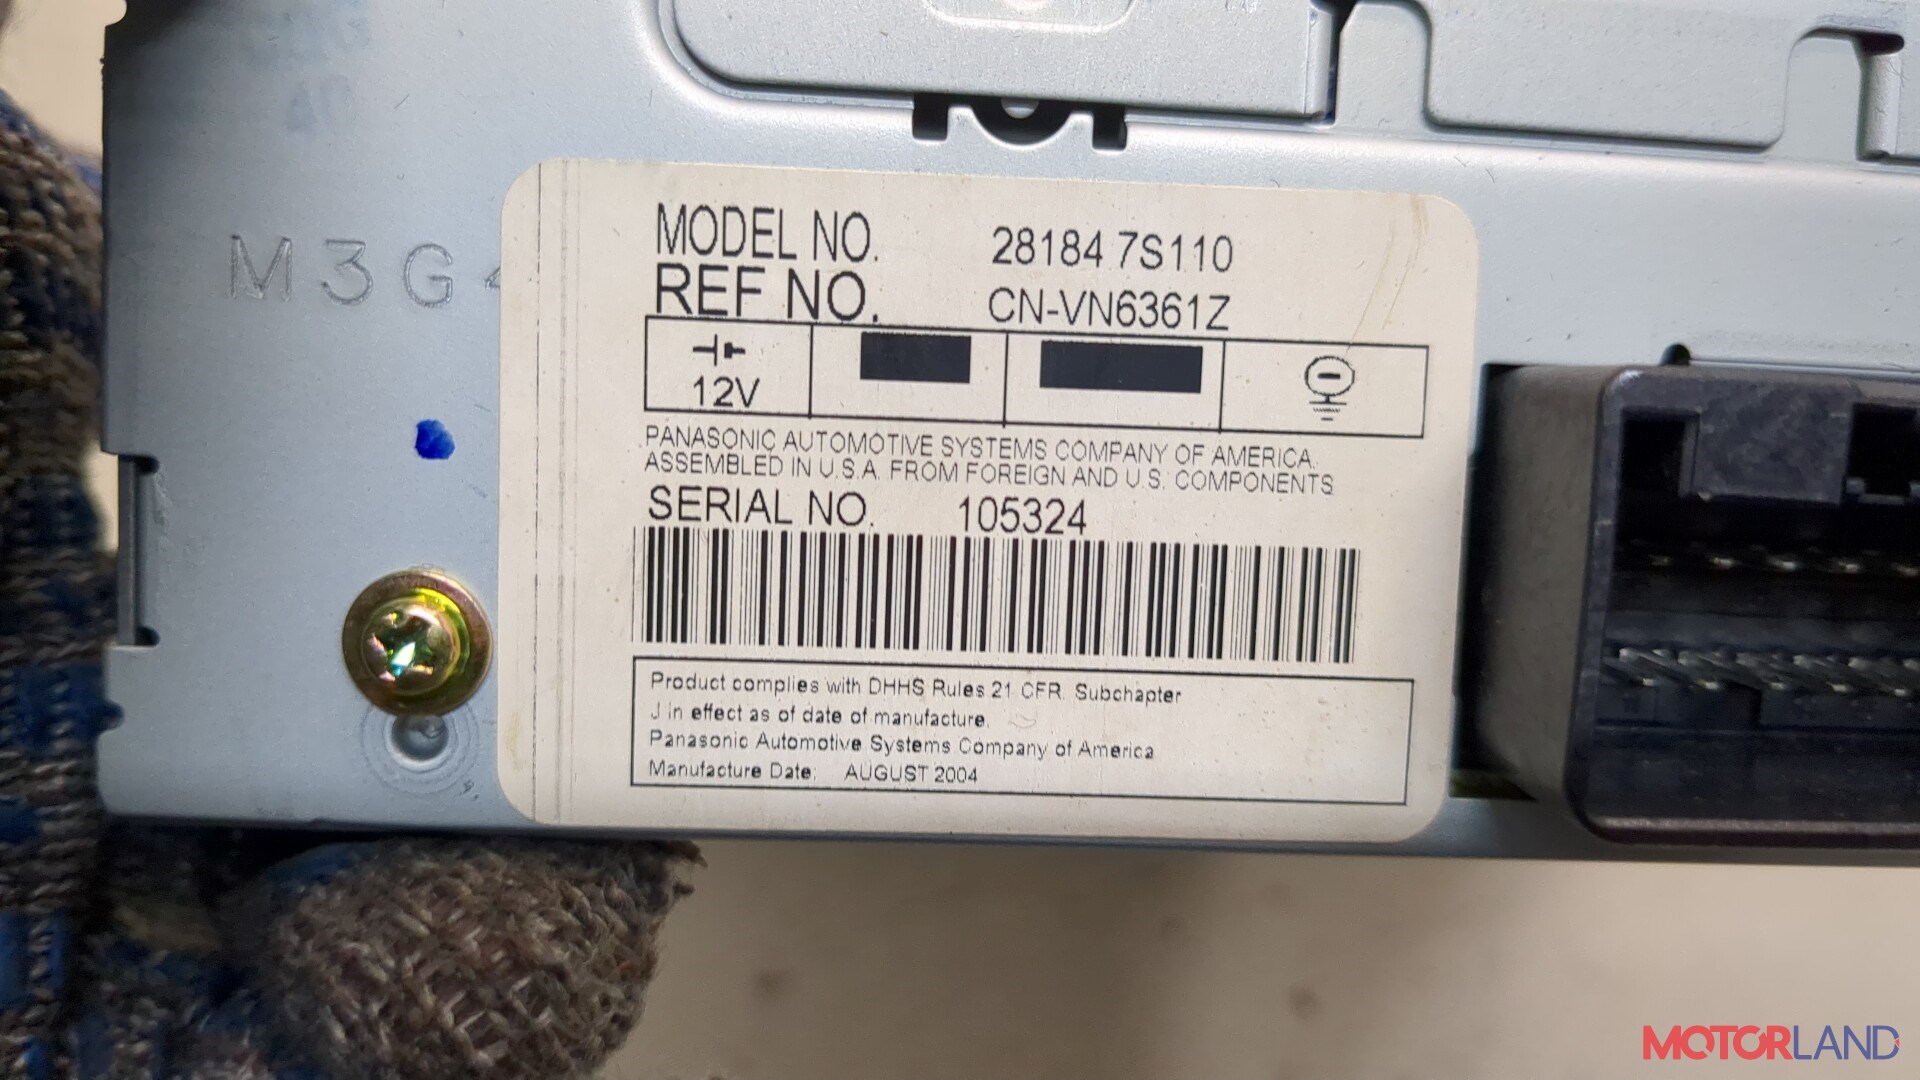 M3G
MODEL NO. 28184 7S110
REF NO. CN-VN6361Z
12V
PANASONIC AUTOMOTIVE SYSTEMS COMPANY OF AMERICA.
ASSEMBLED IN U.S.A. FROM FOREIGN AND U.S. COMPONENTS
SERIAL NO. 105324
Product complies with DHHS Rules 21 CFR. Subchapter
J in effect as of date of manufacture.
Panasonic Automotive Systems Company of America
Manufacture Date: AUGUST 2004
MOTORLAND